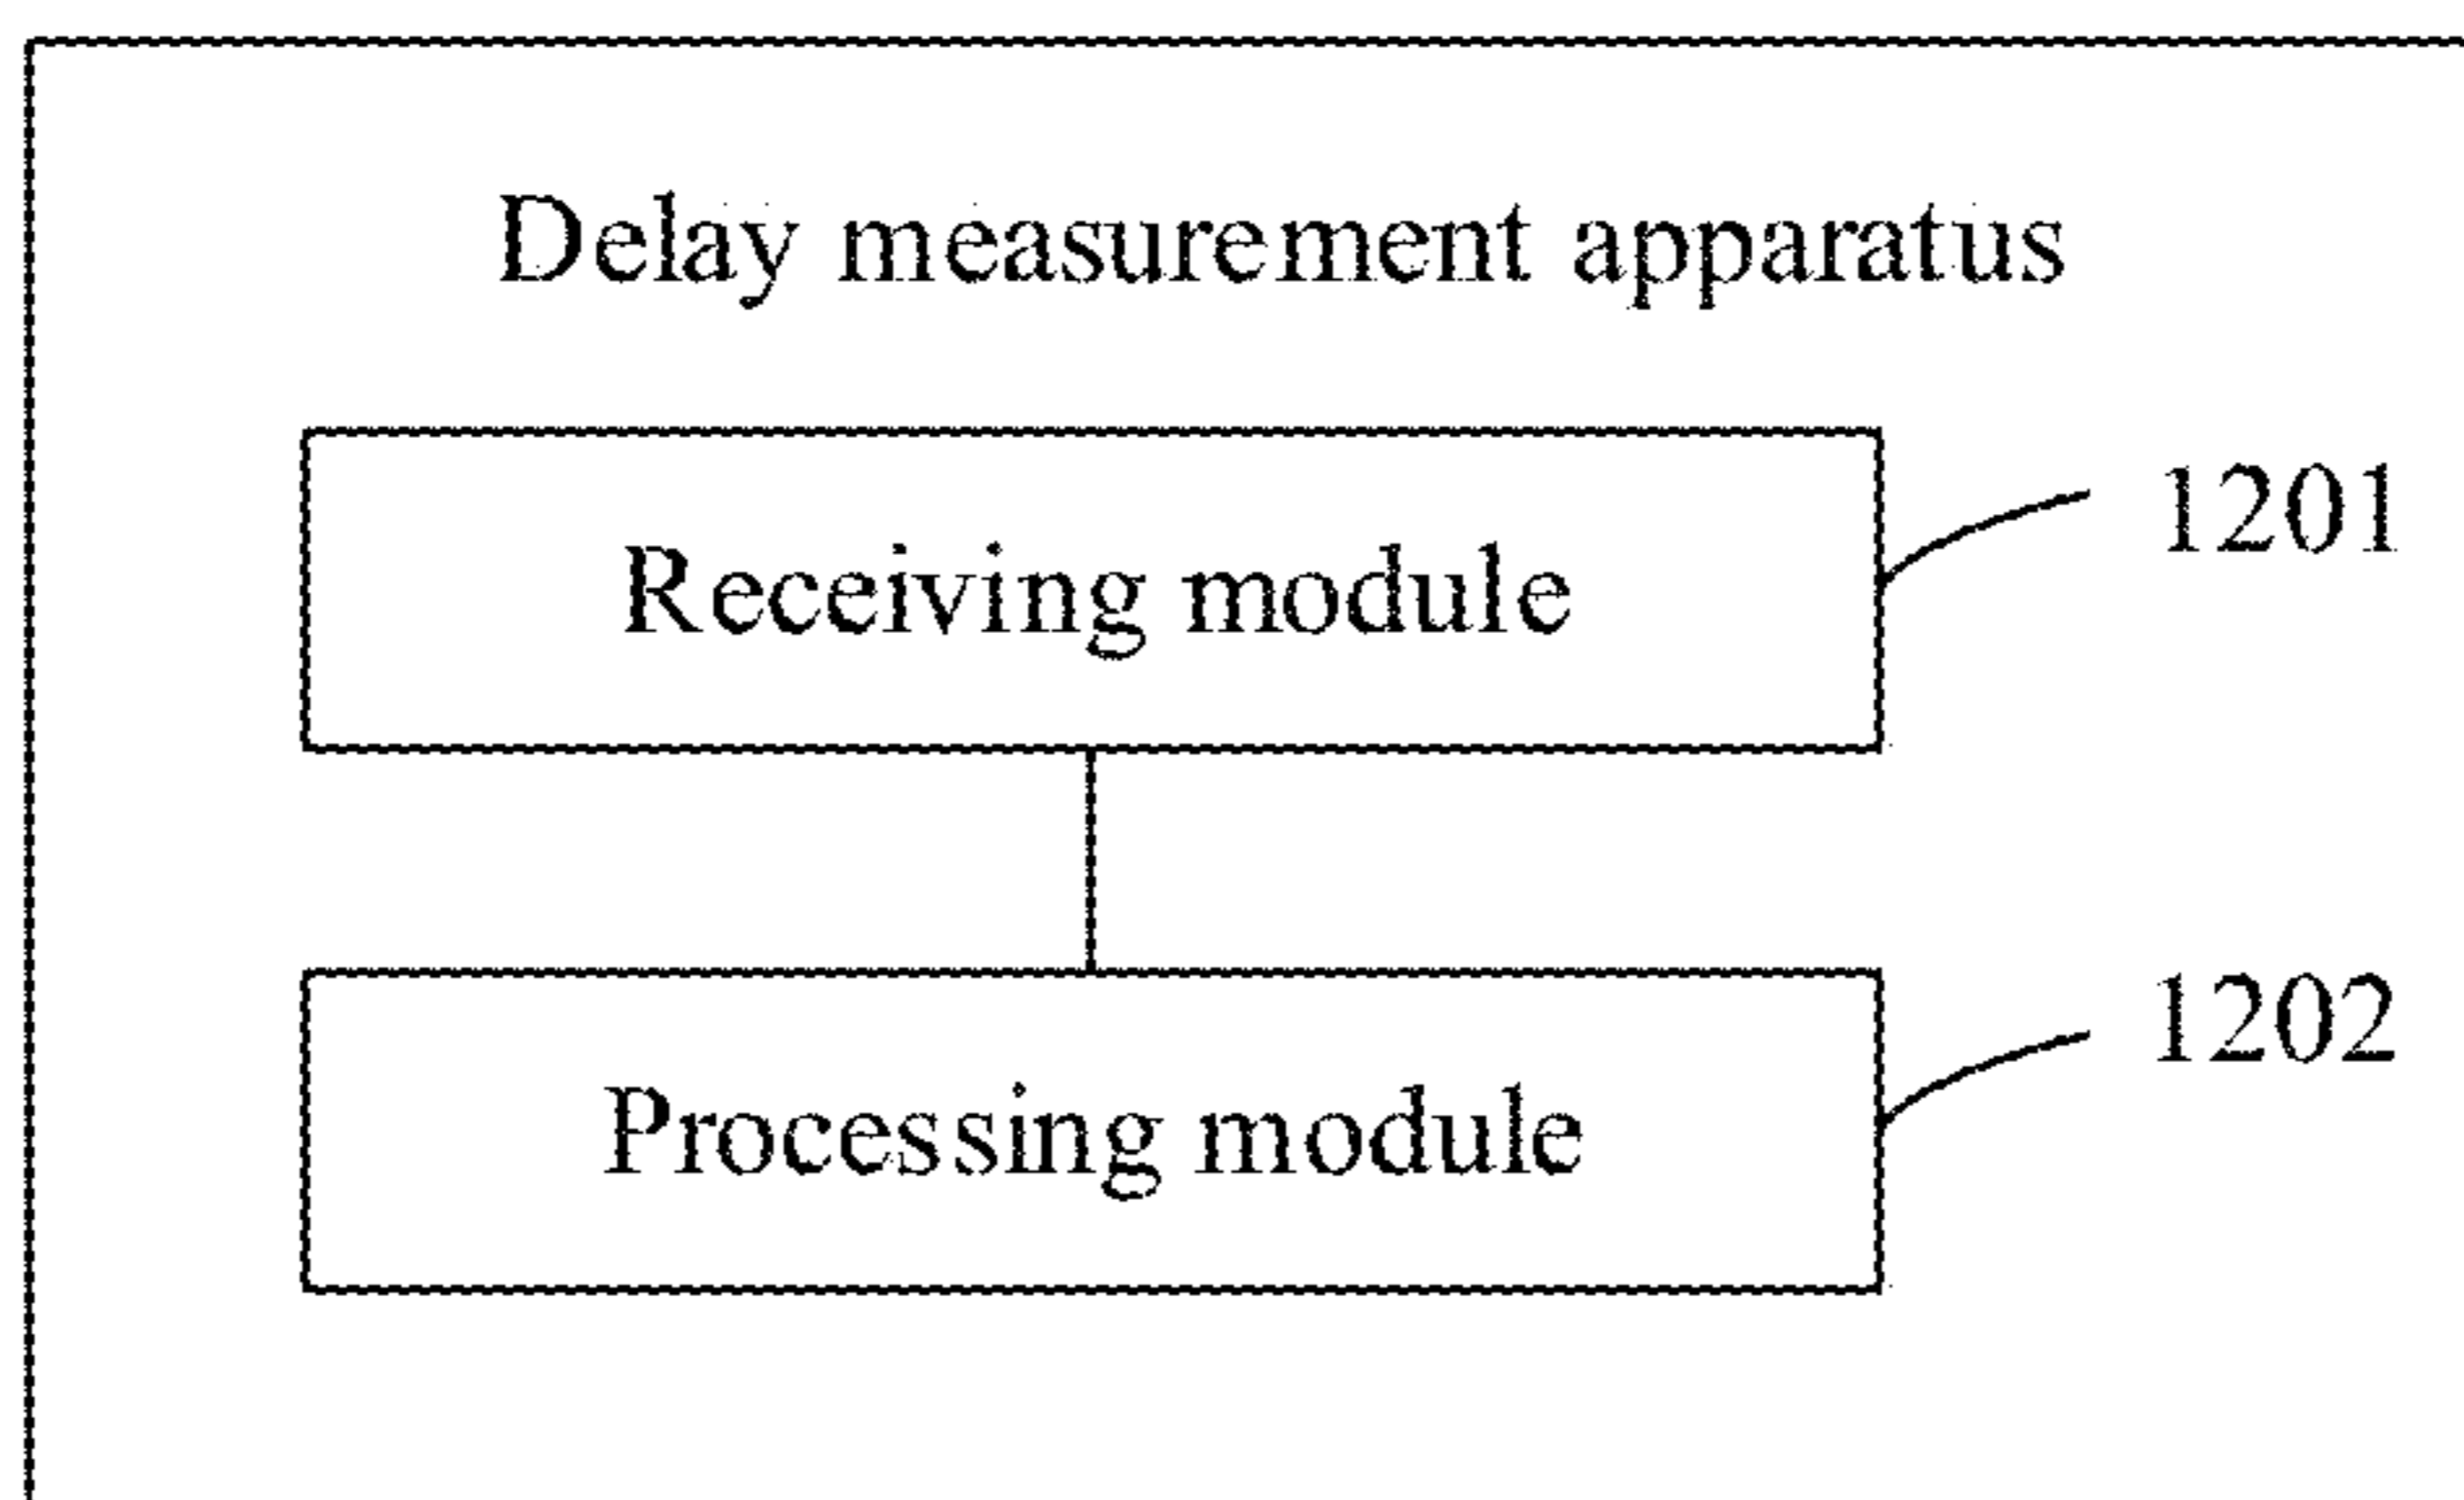 Delay measurement apparatus
1201
Receiving module
1202
Processing module